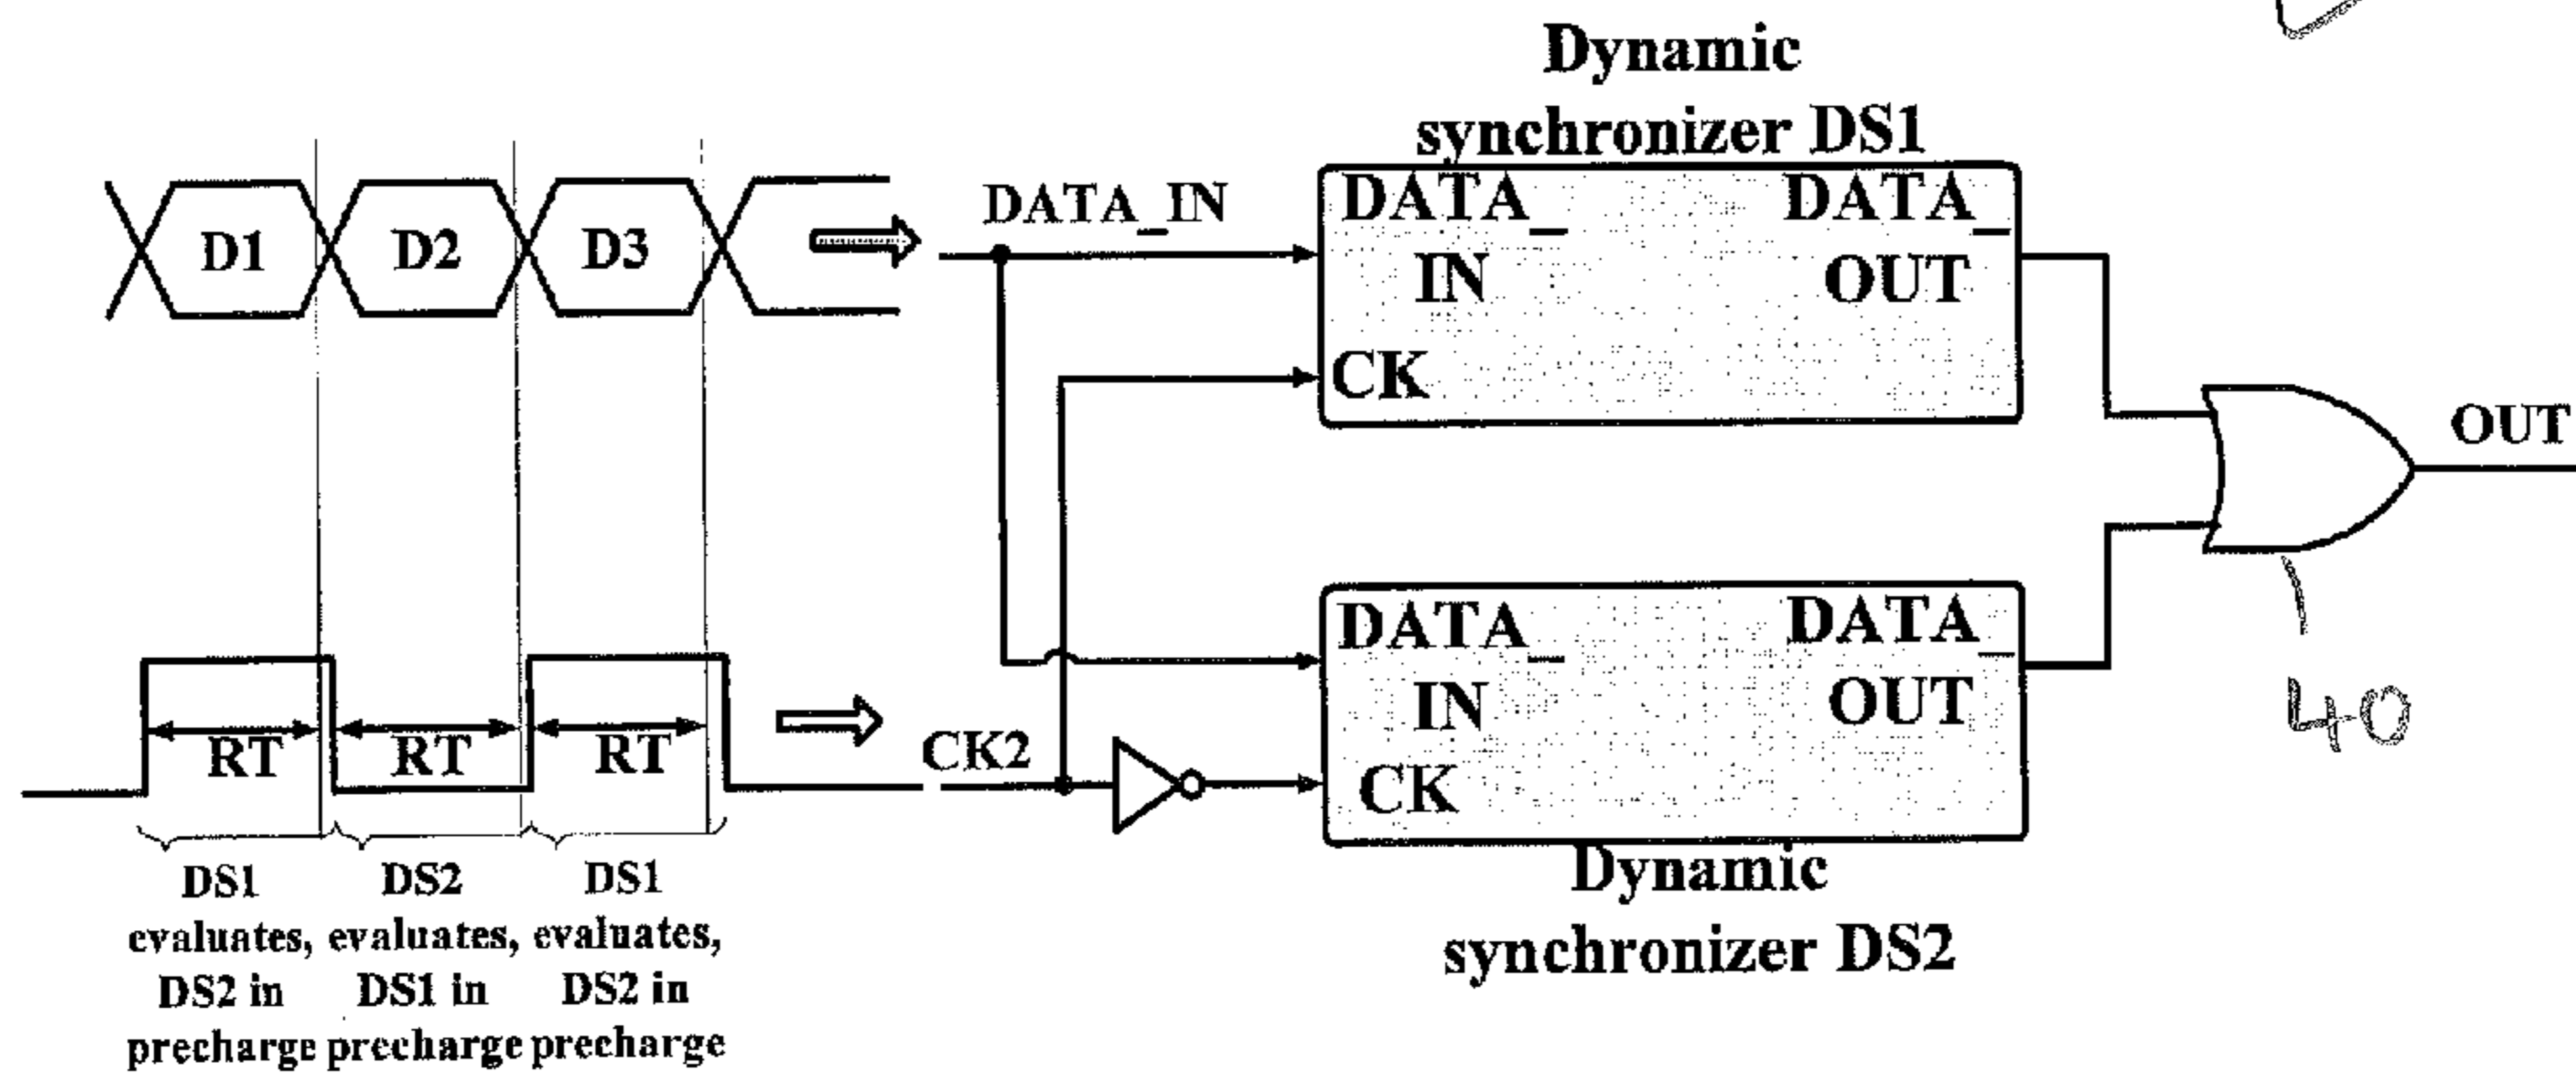 Dynamic
synchronizer DS1
D1
D2
D3
DATA_IN
DATA_
IN
DATA_
OUT
CK
OUT
DATA_
IN
DATA_
OUT
CK
40
RT
RT
RT
CK2
DS1
evaluates,
DS2 in
precharge
DS2
evaluates,
DS1 in
precharge
DS1
evaluates,
DS2 in
precharge
Dynamic
synchronizer DS2